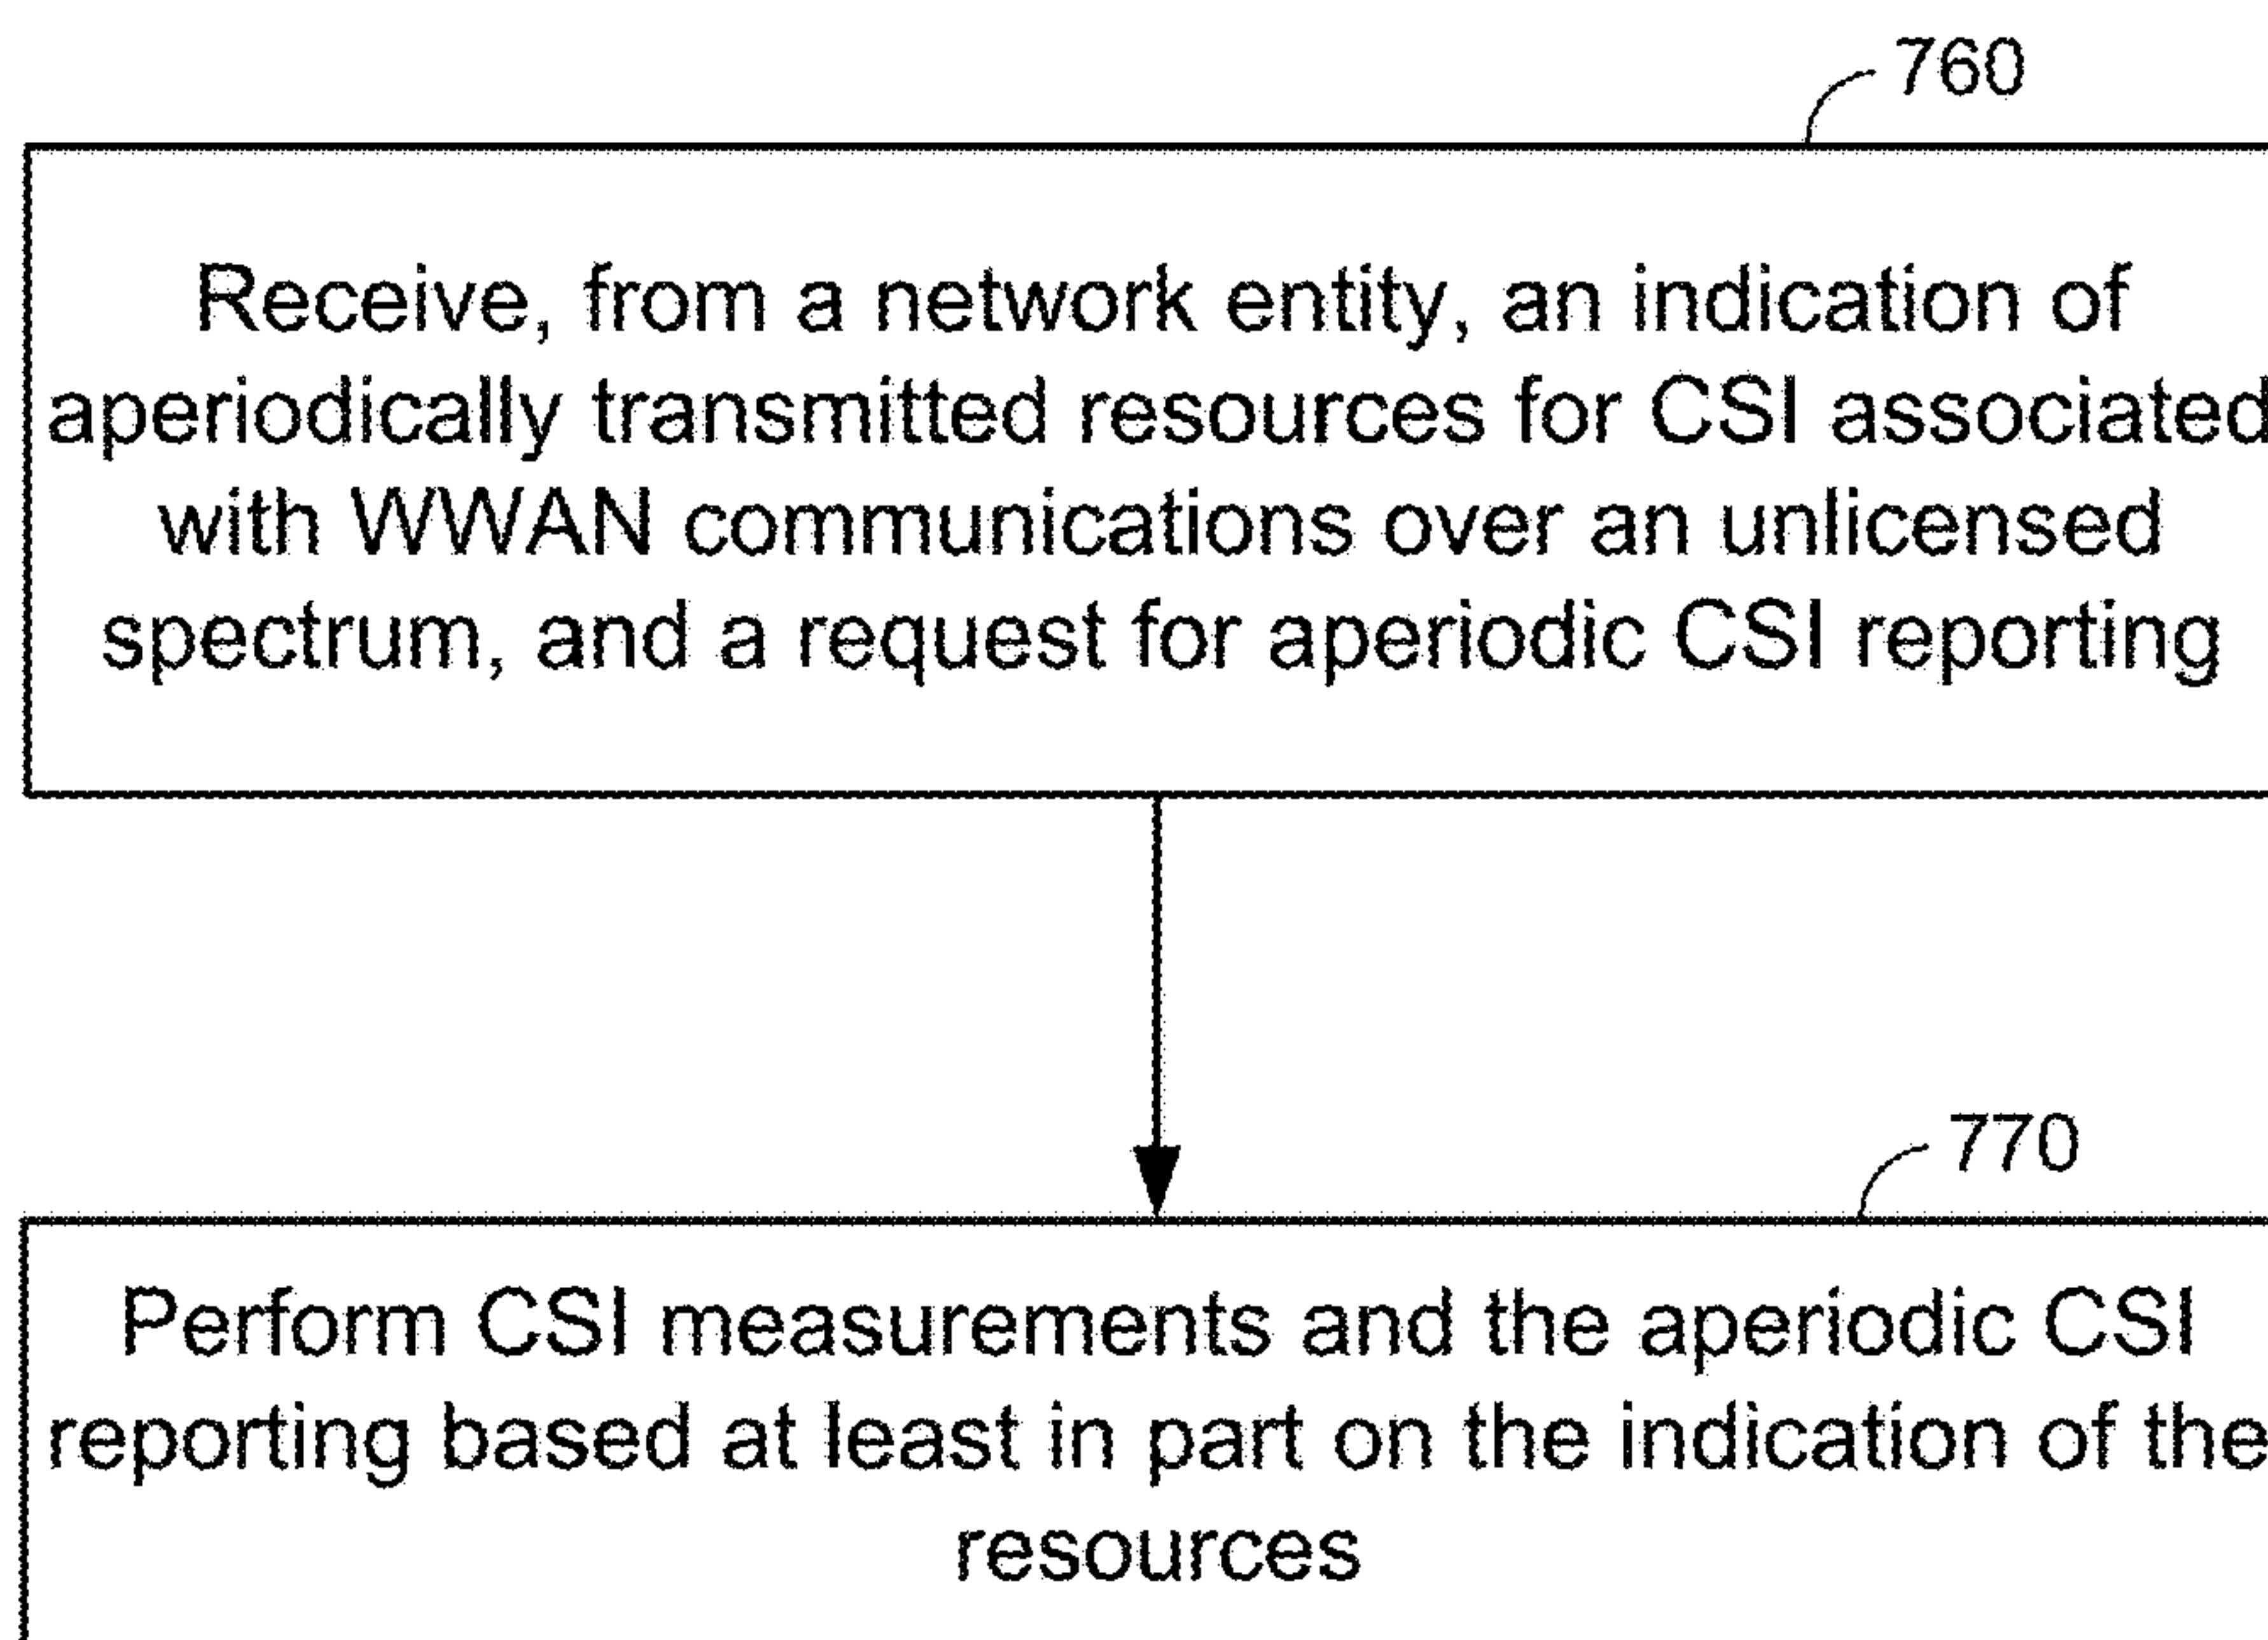 760
Receive, from a network entity, an indication of
aperiodically transmitted resources for CSI associated
with WWAN communications over an unlicensed
spectrum, and a request for aperiodic CSI reporting
770
Perform CSI measurements and the aperiodic CSI
reporting based at least in part on the indication of the
resources